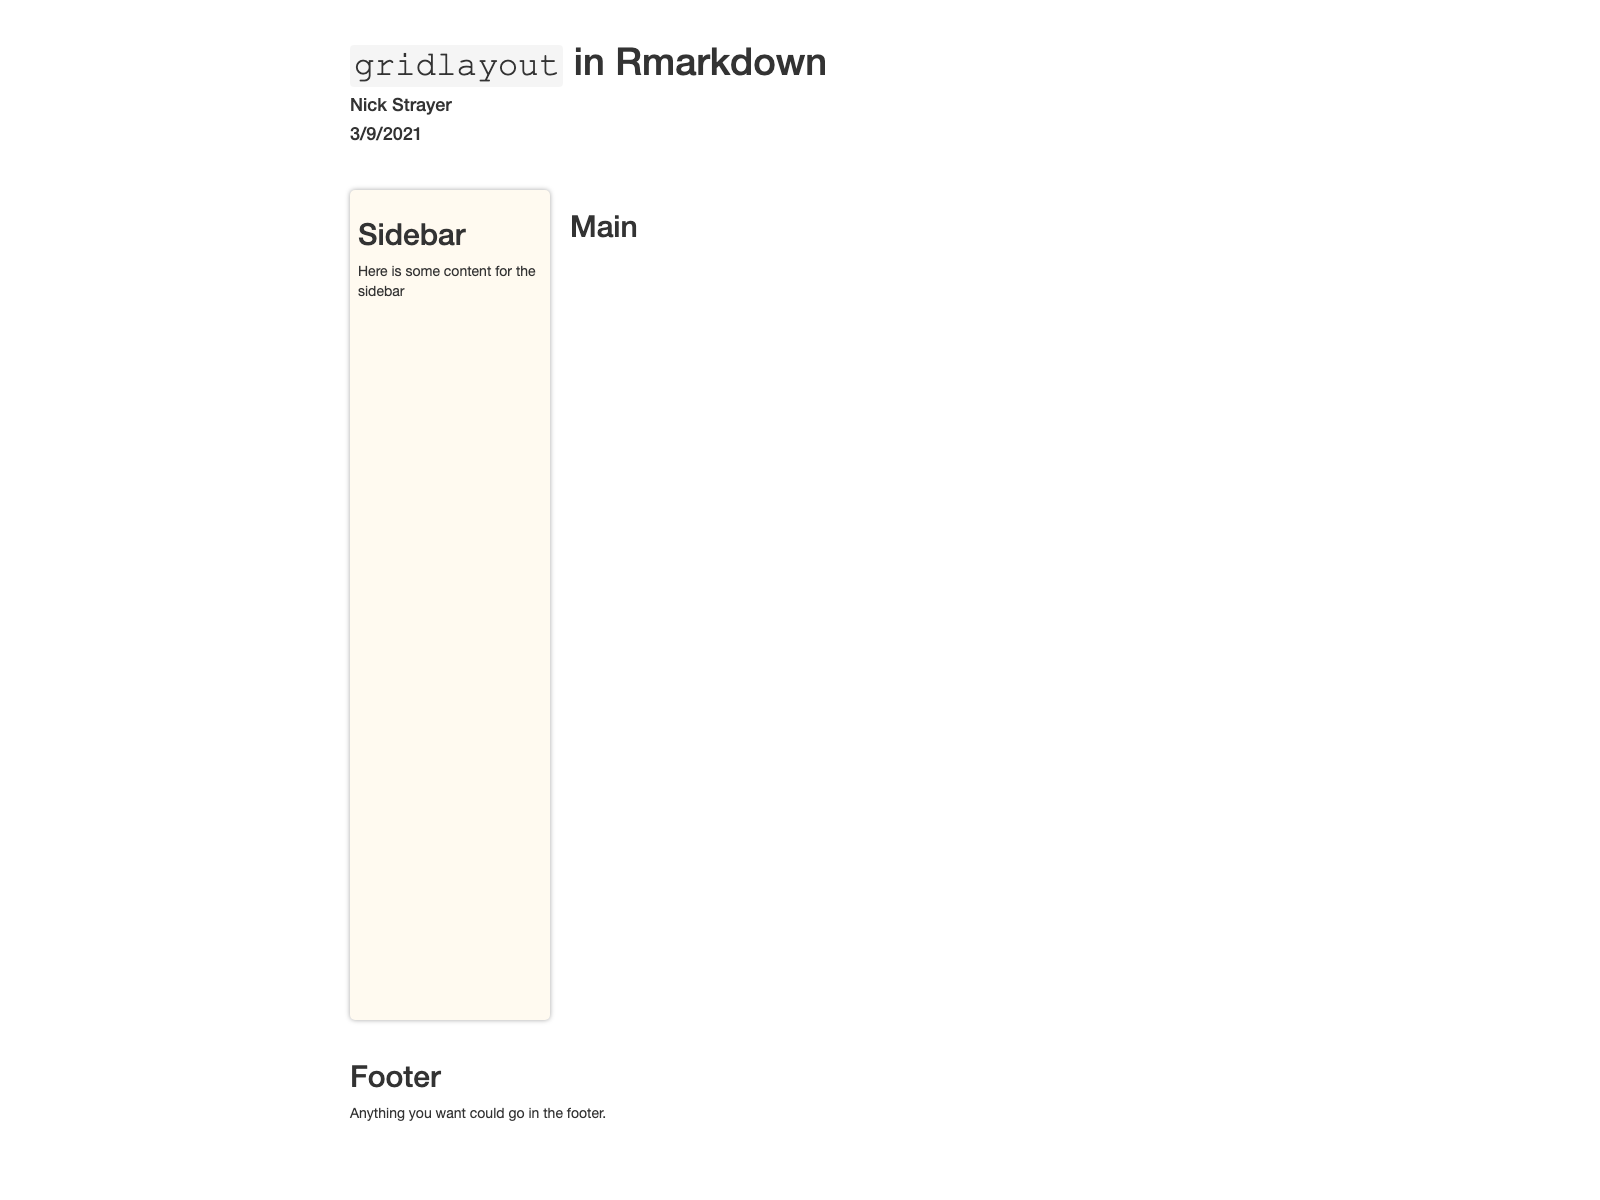 gridlayout in Rmarkdown
Nick Strayer
3/9/2021
Sidebar
Here is some content for the
sidebar
Main
Footer
Anything you want could go in the footer.